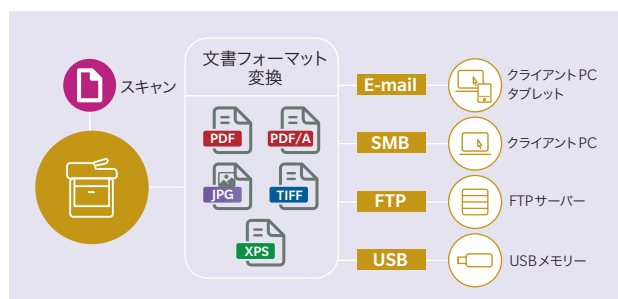 スキャン
文書フォーマット
変換
PDF
PDF/A
JPG
TIFF
XPS
E-mail
クライアントPC
タブレット
SMB
クライアントPC
FTP
FTPサーバー
USB
USBメモリー